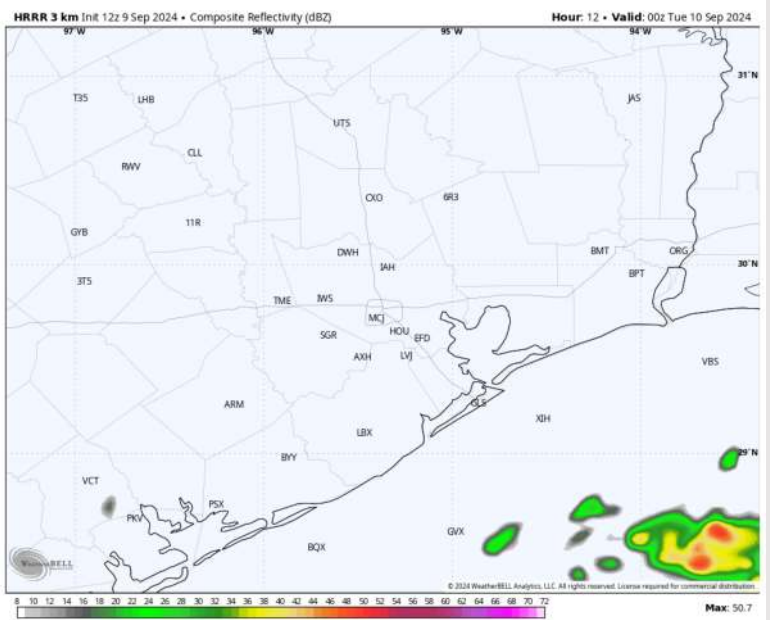 HRRR 3 km Init 12z 9 Sep 2024 • Composite Reflectivity (dBZ) Hour: 12 • Valid: 00z Tue 10 Sep 2024
97°W 96°W 95°W 94°W
31°N
T35 LHB JAS
UTS
CLL
RWV
OXO 6R3
11R
GYB
DWH BMT ORG
IAH 30°N
BPT
3T5
TME IWS
MCJ
SGR HOU EFD
AXH LVJ
VBS
ARM GLS
XIH
LBX
BYY 29°N
VCT
PSX
PKV
GVX
BQX
WeatherBELL
© 2024 WeatherBELL Analytics, LLC. All rights reserved. License required for commercial distribution.
8 10 12 14 16 18 20 22 24 26 28 30 32 34 36 38 40 42 44 46 48 50 52 54 56 58 60 62 64 66 68 70 72 Max: 50.7